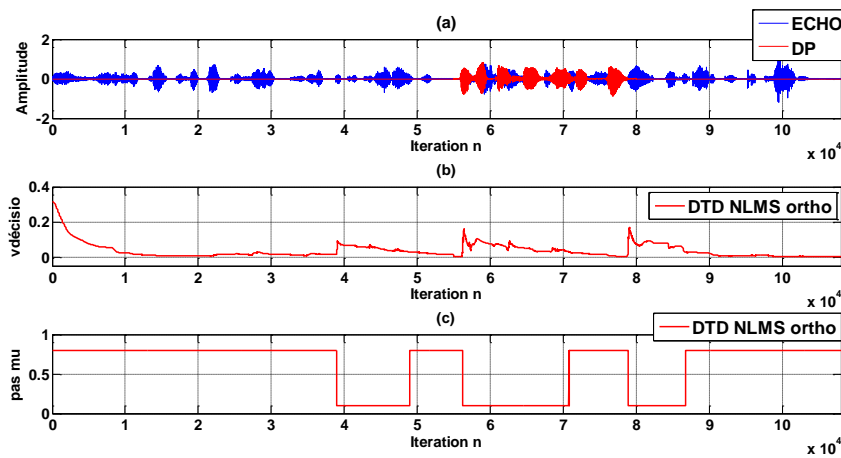 (a)
ECHO
DP
Amplitude
2
0
-2
0 1 2 3 4 5 6 7 8 9 10
Iteration n
x 10^4
(b)
DTD NLMS ortho
vdécisio
0.4
0.2
0
0 1 2 3 4 5 6 7 8 9 10
Iteration n
x 10^4
(c)
DTD NLMS ortho
pas mu
1
0.5
0
0 1 2 3 4 5 6 7 8 9 10
Iteration n
x 10^4